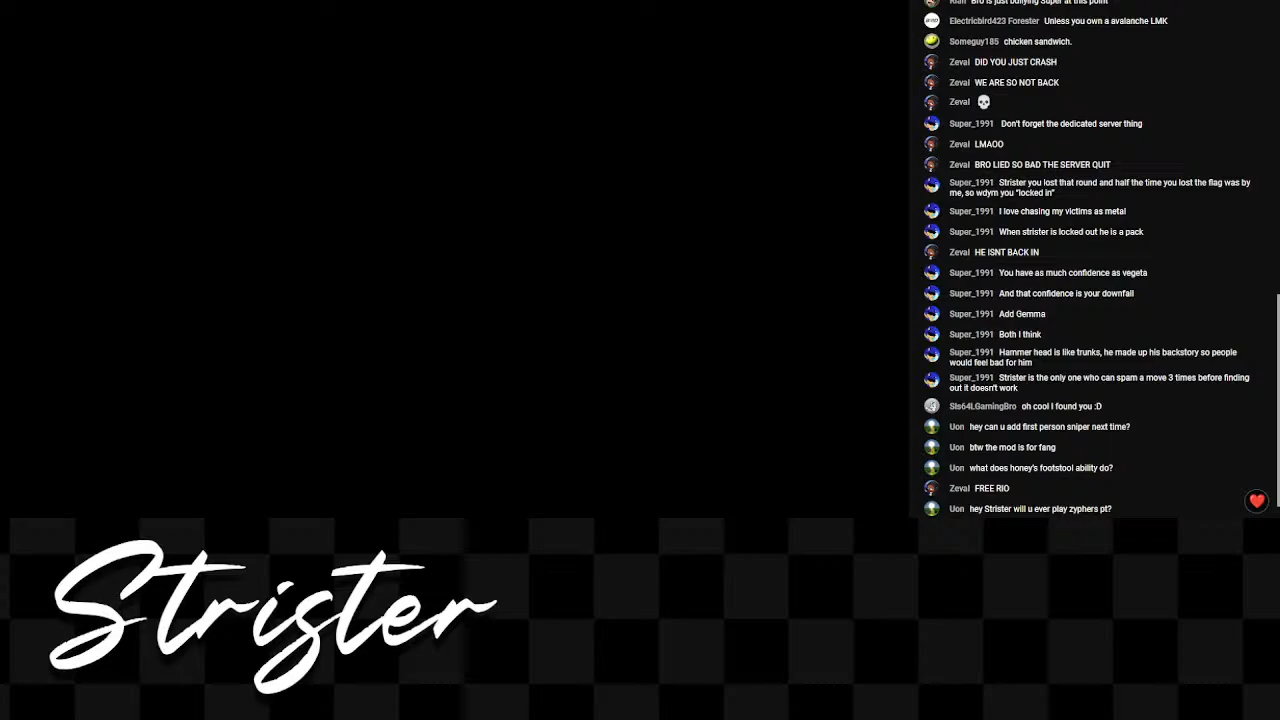 Bro is just bullying Super at this point
Electricbird423 Forester Unless you own a avalanche LMK
Someguy185 chicken sandwich.
Zeval DID YOU JUST CRASH
Zeval WE ARE SO NOT BACK
Zeval 💀
Super_1991 Don't forget the dedicated server thing
Zeval LMAOO
Zeval BRO LIED SO BAD THE SERVER QUIT
Super_1991 Strister you lost that round and half the time you lost the flag was by
me, so wdym you "locked in"
Super_1991 I love chasing my victims as metal
Super_1991 When strister is locked out he is a pack
Zeval HE ISNT BACK IN
Super_1991 You have as much confidence as vegeta
Super_1991 And that confidence is your downfall
Super_1991 Add Gemma
Super_1991 Both I think
Super_1991 Hammer head is like trunks, he made up his backstory so people
would feel bad for him
Super_1991 Strister is the only one who can spam a move 3 times before finding
out it doesn't work
Sls64LGamingBro oh cool I found you :D
Uon hey can u add first person sniper next time?
Uon btw the mod is for fang
Uon what does honey's footstool ability do?
Zeval FREE RIO
Uon hey Strister will u ever play zyphers pt?
Strister